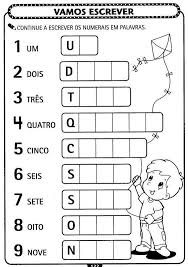 VAMOS ESCREVER
CONTINUE A ESCREVER OS NUMERAIS EM PALAVRAS.
1 UM U
2 DOIS D
3 TRÊS T
4 QUATRO Q
5 CINCO C
6 SEIS S
7 SETE S
8 OITO O
9 NOVE N